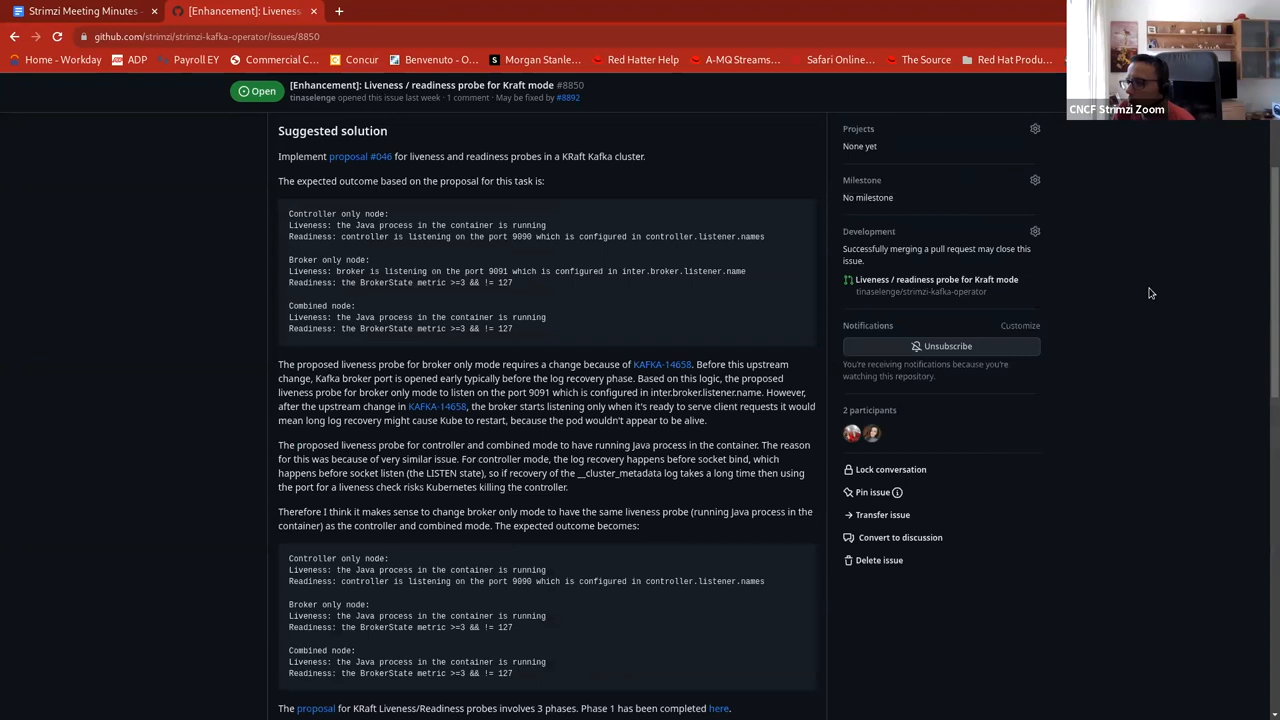 Strimzi Meeting Minutes -
[Enhancement]: Liveness
github.com/strimzi/strimzi-kafka-operator/issues/8850
Home - Workday
ADP
Payroll EY
Commercial C...
Concur
Benvenuto - O...
Morgan Stanle...
Red Hatter Help
A-MQ Streams...
Safari Online...
The Source
Red Hat Produ...
CNCF Strimzi Zoom
Open
[Enhancement]: Liveness / readiness probe for Kraft mode #8850
tinaselenge opened this issue last week · 1 comment · May be fixed by #8892
Suggested solution
Implement proposal #046 for liveness and readiness probes in a KRaft Kafka cluster.
The expected outcome based on the proposal for this task is:
Controller only node:
Liveness: the Java process in the container is running
Readiness: controller is listening on the port 9090 which is configured in controller.listener.names
Broker only node:
Liveness: broker is listening on the port 9091 which is configured in inter.broker.listener.name
Readiness: the BrokerState metric >=3 && != 127
Combined node:
Liveness: the Java process in the container is running
Readiness: the BrokerState metric >=3 && != 127
The proposed liveness probe for broker only mode requires a change because of KAFKA-14658. Before this upstream
change, Kafka broker port is opened early typically before the log recovery phase. Based on this logic, the proposed
liveness probe for broker only mode to listen on the port 9091 which is configured in inter.broker.listener.name. However,
after the upstream change in KAFKA-14658, the broker starts listening only when it's ready to serve client requests it would
mean long log recovery might cause Kube to restart, because the pod wouldn't appear to be alive.
The proposed liveness probe for controller and combined mode to have running Java process in the container. The reason
for this was because of very similar issue. For controller mode, the log recovery happens before socket bind, which
happens before socket listen (the LISTEN state), so if recovery of the __cluster_metadata log takes a long time then using
the port for a liveness check risks Kubernetes killing the controller.
Therefore I think it makes sense to change broker only mode to have the same liveness probe (running Java process in the
container) as the controller and combined mode. The expected outcome becomes:
Controller only node:
Liveness: the Java process in the container is running
Readiness: controller is listening on the port 9090 which is configured in controller.listener.names
Broker only node:
Liveness: the Java process in the container is running
Readiness: the BrokerState metric >=3 && != 127
Combined node:
Liveness: the Java process in the container is running
Readiness: the BrokerState metric >=3 && != 127
The proposal for KRaft Liveness/Readiness probes involves 3 phases. Phase 1 has been completed here.
Projects
None yet
Milestone
No milestone
Development
Successfully merging a pull request may close this
issue.
Liveness / readiness probe for Kraft mode
tinaselenge/strimzi-kafka-operator
Notifications
Customize
Unsubscribe
You're receiving notifications because you're
watching this repository.
2 participants
Lock conversation
Pin issue
Transfer issue
Convert to discussion
Delete issue